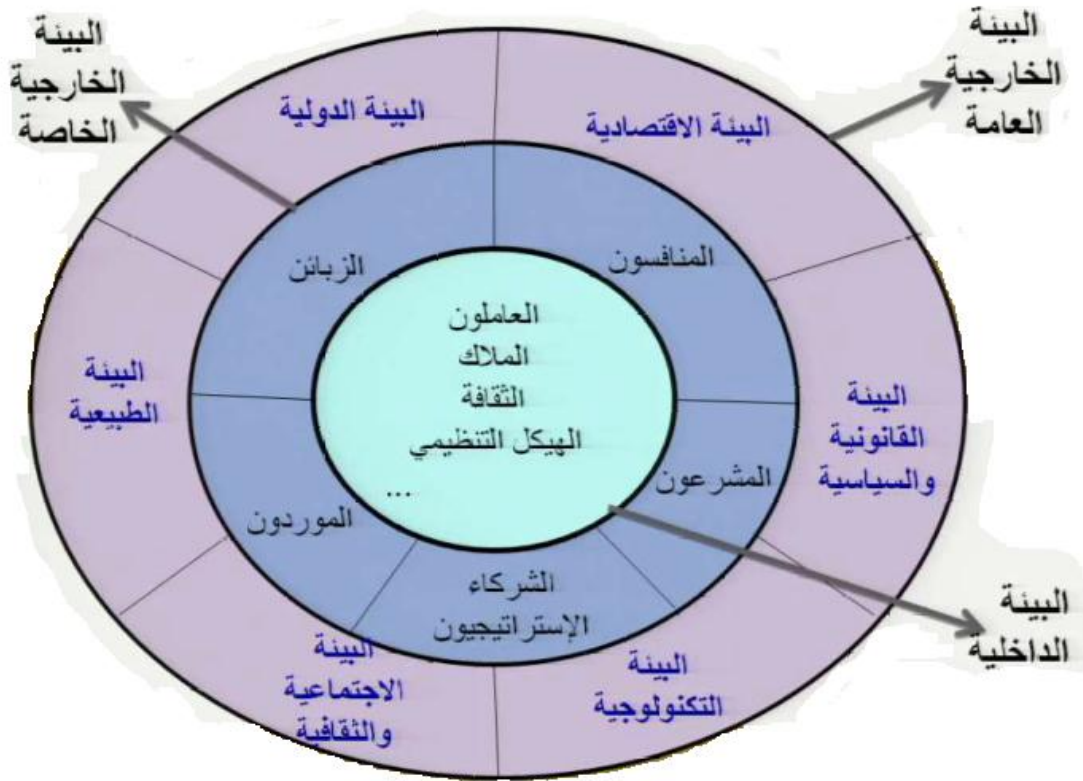 البيئة
الخارجية
العامة
البيئة
الخارجية
الخاصة
البيئة الاقتصادية
البيئة الدولية
المنافسون
الزبائن
العاملون
الملاك
الثقافة
الهيكل التنظيمي
...
البيئة
القانونية
والسياسية
البيئة
الطبيعية
المشرعون
الموردون
الشركاء
الإستراتيجيون
البيئة
الداخلية
البيئة
التكنولوجية
البيئة
الاجتماعية
والثقافية